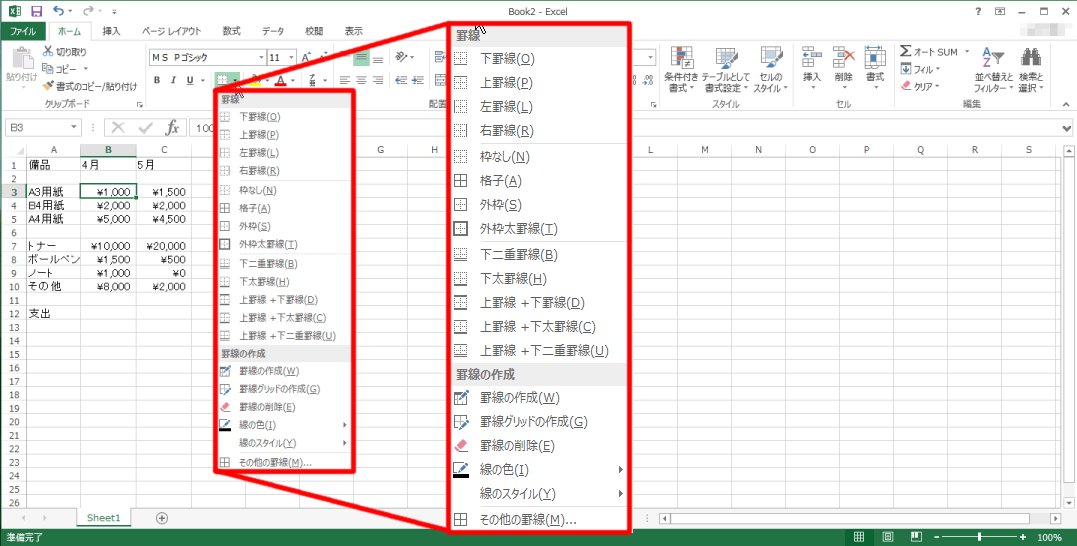 Book2 - Excel
ファイル ホーム 挿入 ページ レイアウト 数式 データ 校閲 表示
貼り付け
切り取り
コピー
書式のコピー/貼り付け
クリップボード
ＭＳ Ｐゴシック 11
B I U
配置
条件付き書式
テーブルとして書式設定
セルのスタイル
スタイル
挿入 削除 書式
セル
オート SUM
フィル
クリア
並べ替えとフィルター
検索と選択
編集
B3 fx 100
A B C G H L M N O P Q R S
1 備品 4月 5月
2
3 A3用紙 ¥1,000 ¥1,500
4 B4用紙 ¥2,000 ¥2,000
5 A4用紙 ¥5,000 ¥4,500
6
7 トナー ¥10,000 ¥20,000
8 ボールペン ¥1,500 ¥500
9 ノート ¥1,000 ¥0
10 その他 ¥8,000 ¥2,000
11
12 支出
13
14
15
16
17
18
19
20
21
22
23
24
25
26
罫線
下罫線(O)
上罫線(P)
左罫線(L)
右罫線(R)
枠なし(N)
格子(A)
外枠(S)
外枠太罫線(T)
下二重罫線(B)
下太罫線(H)
上罫線 +下罫線(D)
上罫線 +下太罫線(C)
上罫線 +下二重罫線(U)
罫線の作成
罫線の作成(W)
罫線グリッドの作成(G)
罫線の削除(E)
線の色(I)
線のスタイル(Y)
その他の罫線(M)...
罫線
下罫線(O)
上罫線(P)
左罫線(L)
右罫線(R)
枠なし(N)
格子(A)
外枠(S)
外枠太罫線(T)
下二重罫線(B)
下太罫線(H)
上罫線 +下罫線(D)
上罫線 +下太罫線(C)
上罫線 +下二重罫線(U)
罫線の作成
罫線の作成(W)
罫線グリッドの作成(G)
罫線の削除(E)
線の色(I)
線のスタイル(Y)
その他の罫線(M)...
Sheet1
準備完了
100%